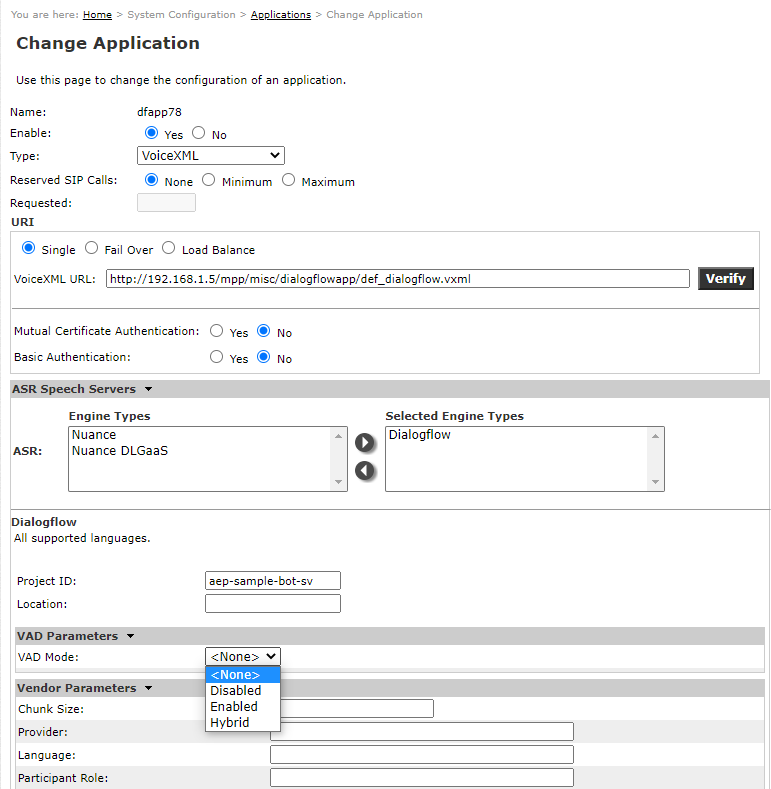 You are here: Home > System Configuration > Applications > Change Application
Change Application
Use this page to change the configuration of an application.
Name: dfapp78
Enable: Yes No
Type: VoiceXML
Reserved SIP Calls: None Minimum Maximum
Requested:
URI
Single Fail Over Load Balance
VoiceXML URL: http://192.168.1.5/mpp/misc/dialogflowapp/def_dialogflow.vxml Verify
Mutual Certificate Authentication: Yes No
Basic Authentication: Yes No
ASR Speech Servers
Engine Types Selected Engine Types
ASR: Nuance Dialogflow
Nuance DLGaaS
Dialogflow
All supported languages.
Project ID: aep-sample-bot-sv
Location:
VAD Parameters
VAD Mode: <None>
<None>
Vendor Parameters Disabled
Chunk Size: Enabled
Hybrid
Provider:
Language:
Participant Role: